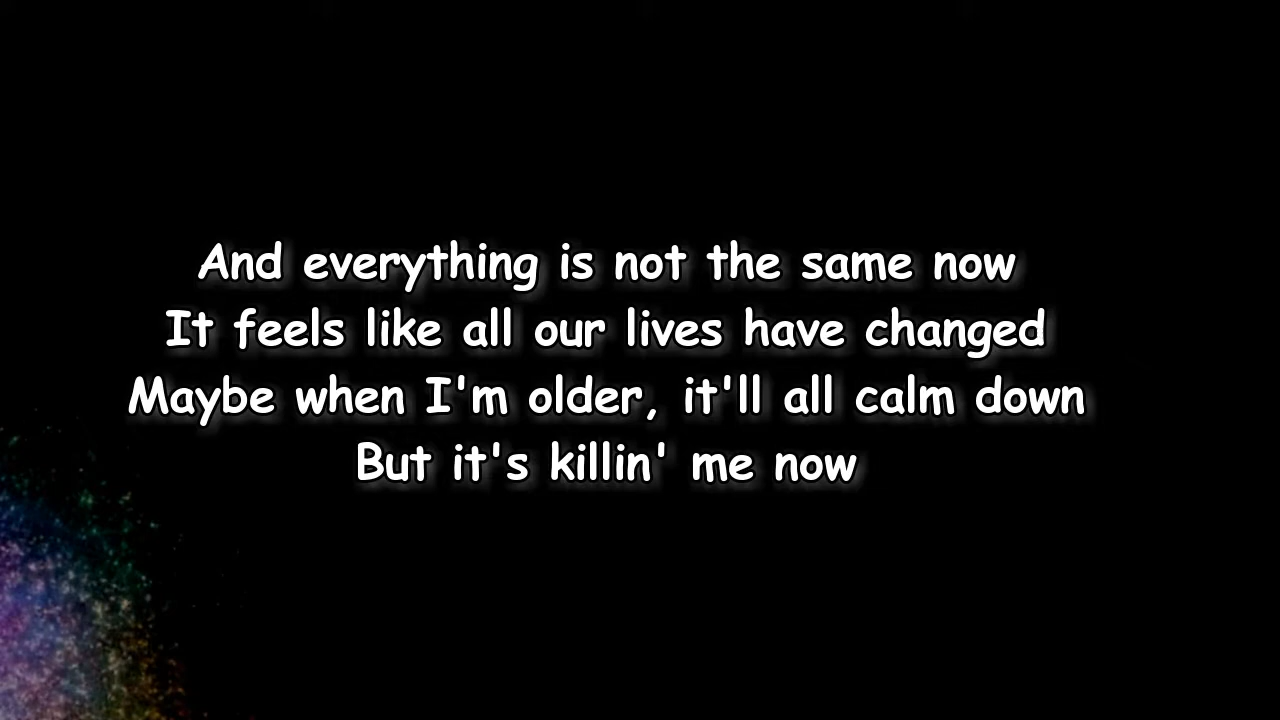 And everything is not the same now
It feels like all our lives have changed
Maybe when I'm older, it'll all calm down
But it's killin' me now